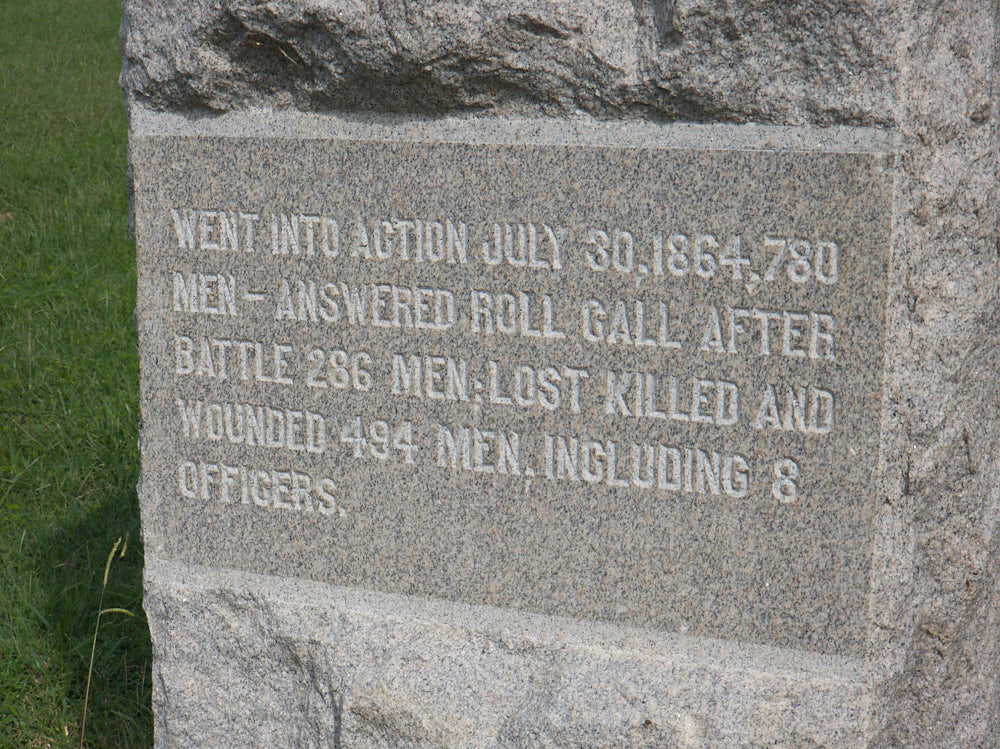 WENT INTO ACTION JULY 30, 1864, 780
MEN - ANSWERED ROLL CALL AFTER
BATTLE 286 MEN; LOST KILLED AND
WOUNDED 494 MEN, INCLUDING 8
OFFICERS.